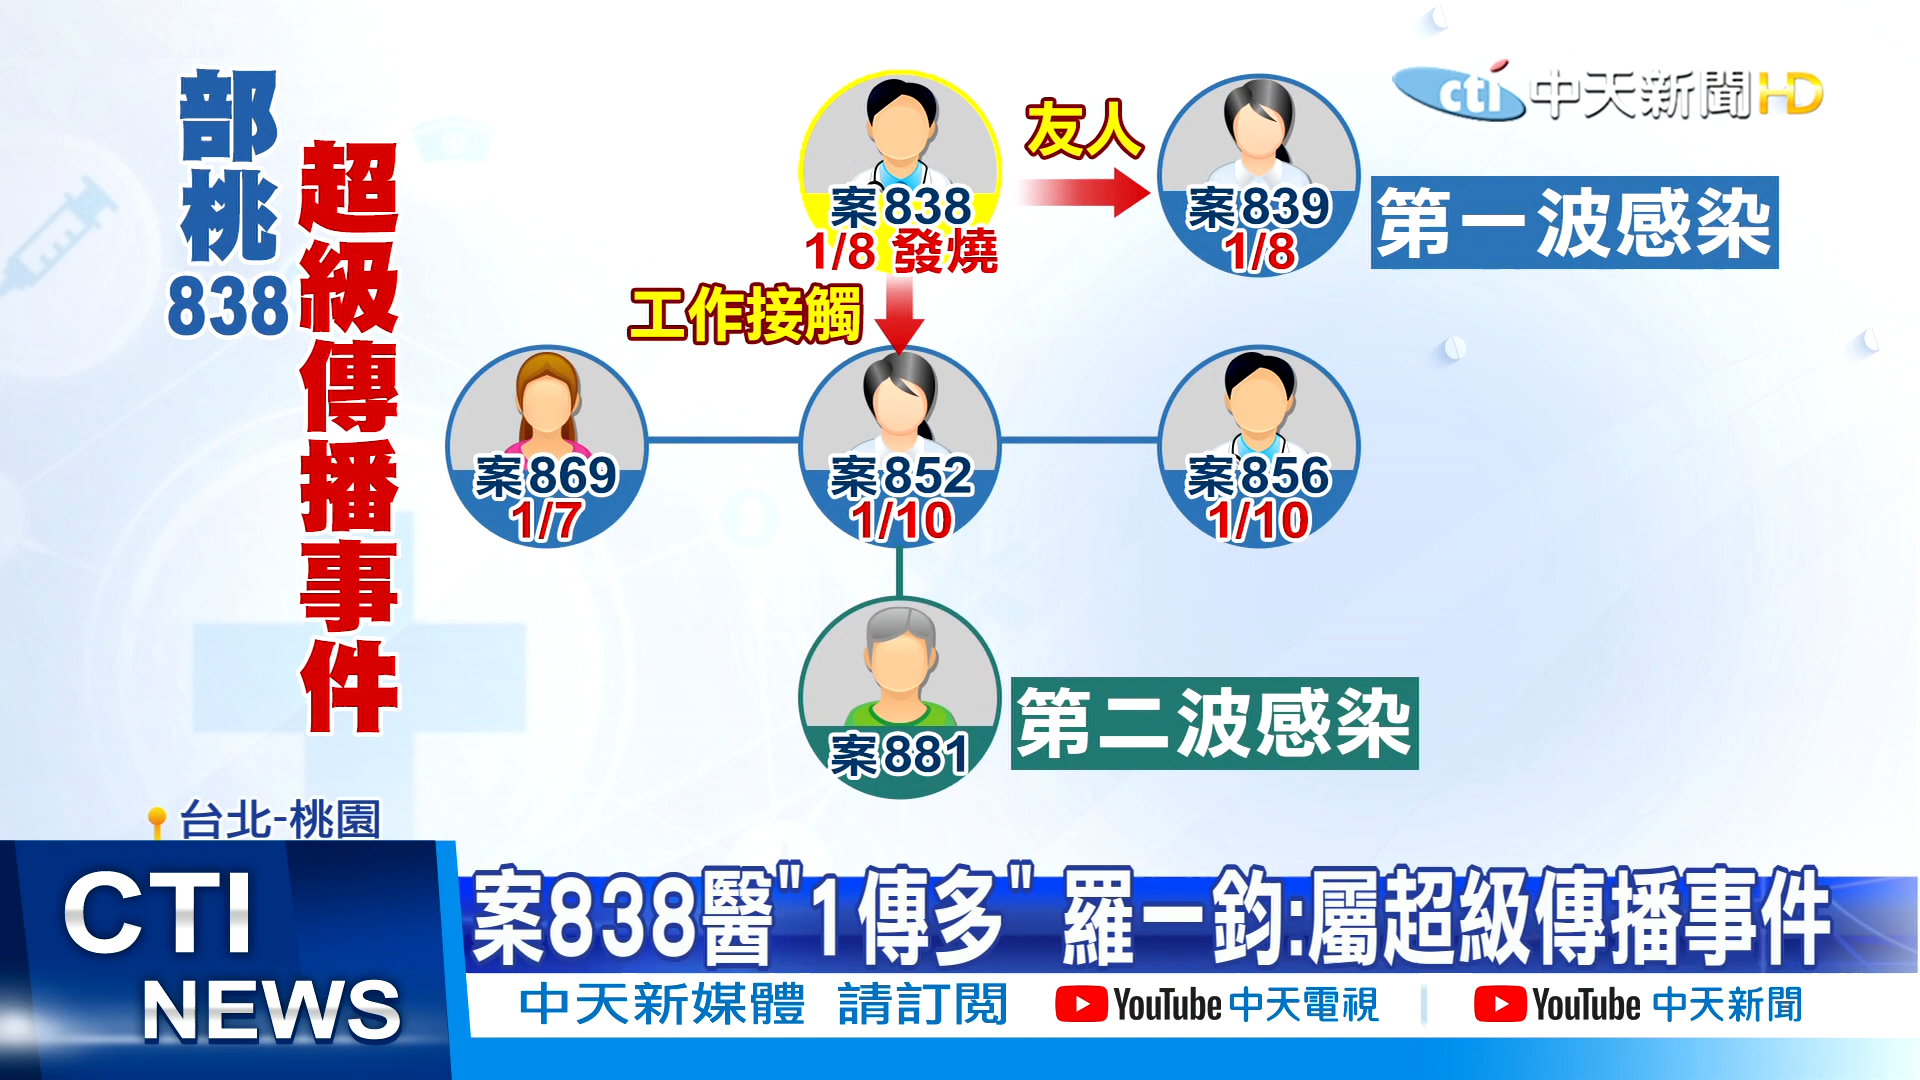 部桃
838
超級傳播事件
cti 中天新聞HD
友人
案838
1/8 發燒
案839
1/8
第一波感染
工作接觸
案869
1/7
案852
1/10
案856
1/10
案881
第二波感染
台北-桃園
CTI
NEWS
案838醫"1傳多" 羅一鈞:屬超級傳播事件
中天新媒體 請訂閱 YouTube 中天電視 | YouTube 中天新聞